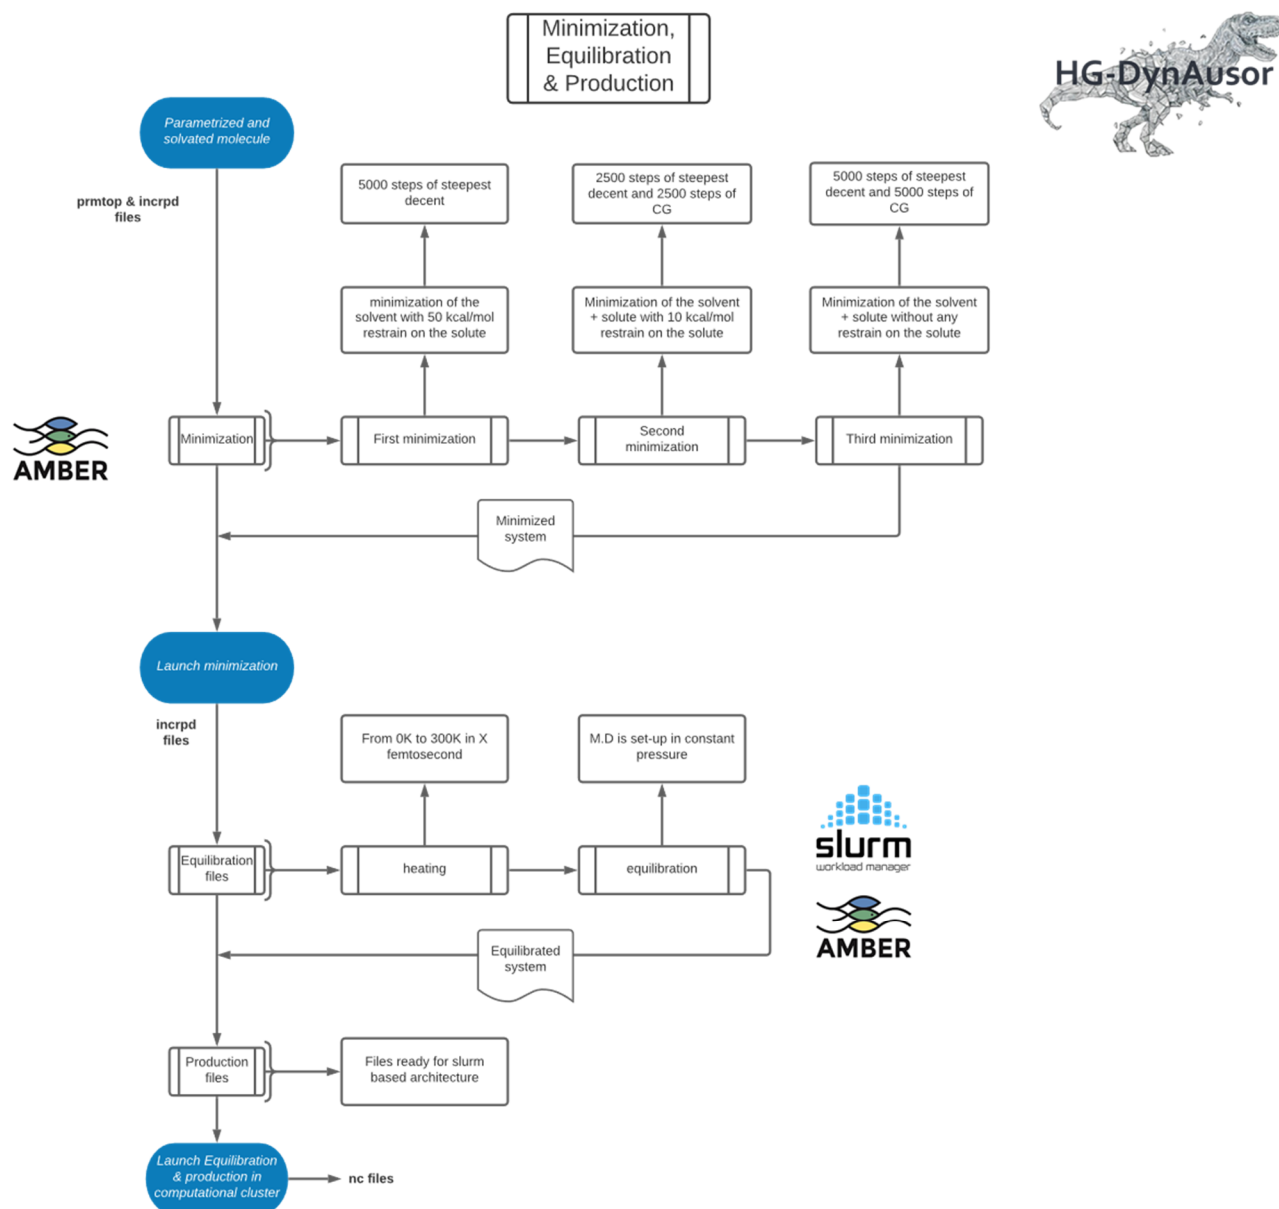 Minimization,
Equilibration
& Production
HG-DynAusor
Parametrized and
solvated molecule
prmtop & incrpd
files
5000 steps of steepest
decent
2500 steps of steepest
decent and 2500 steps of
CG
5000 steps of steepest
decent and 5000 steps of
CG
minimization of the
solvent with 50 kcal/mol
restrain on the solute
Minimization of the solvent
+ solute with 10 kcal/mol
restrain on the solute
Minimization of the solvent
+ solute without any
restrain on the solute
AMBER
Minimization
First minimization
Second
minimization
Third minimization
Minimized
system
Launch minimization
incrpd
files
From 0K to 300K in X
femtosecond
M.D is set-up in constant
pressure
Equilibration
files
heating
equilibration
slurm
workload manager
AMBER
Equilibrated
system
Production
files
Files ready for slurm
based architecture
Launch Equilibration
& production in
computational cluster
nc files